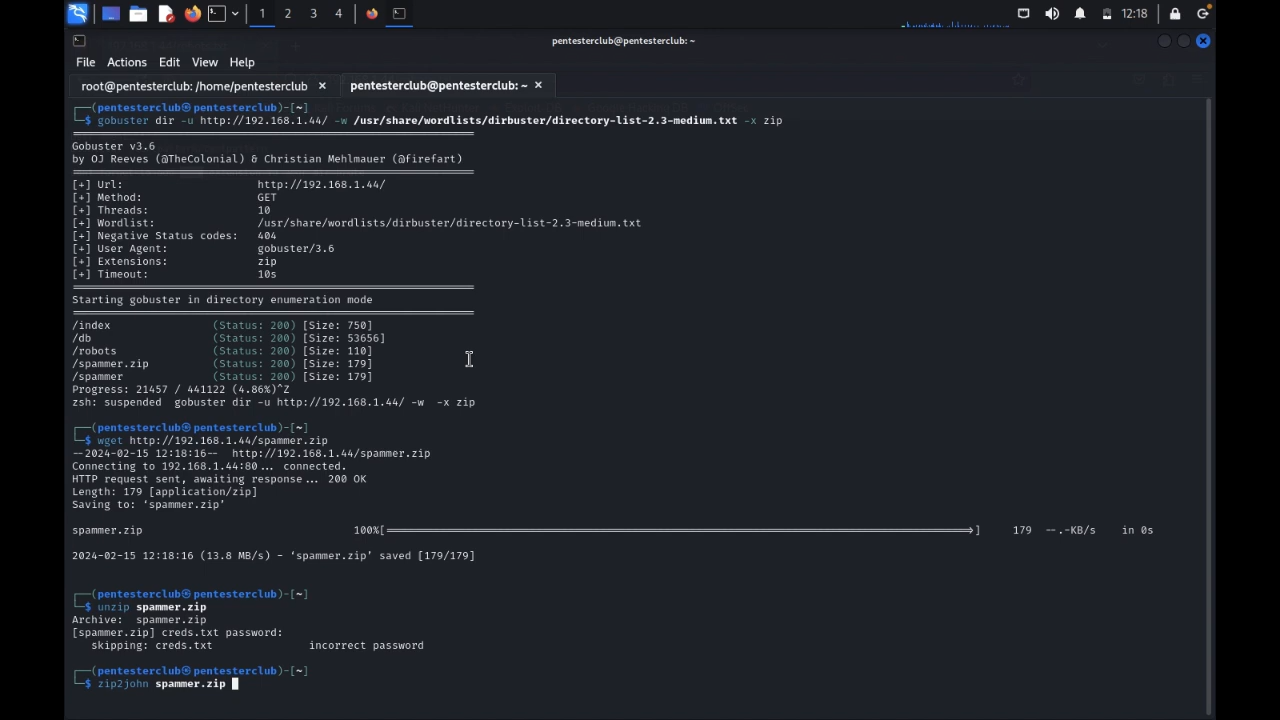 1 2 3 4 12:18
pentesterclub@pentesterclub: ~
File Actions Edit View Help
root@pentesterclub: /home/pentesterclub × pentesterclub@pentesterclub: ~ ×
┌──(pentesterclub㉿pentesterclub)-[~]
└─$ gobuster dir -u http://192.168.1.44/ -w /usr/share/wordlists/dirbuster/directory-list-2.3-medium.txt -x zip
===============================================================
Gobuster v3.6
by OJ Reeves (@TheColonial) & Christian Mehlmauer (@firefart)
===============================================================
[+] Url: http://192.168.1.44/
[+] Method: GET
[+] Threads: 10
[+] Wordlist: /usr/share/wordlists/dirbuster/directory-list-2.3-medium.txt
[+] Negative Status codes: 404
[+] User Agent: gobuster/3.6
[+] Extensions: zip
[+] Timeout: 10s
===============================================================
Starting gobuster in directory enumeration mode
===============================================================
/index (Status: 200) [Size: 750]
/db (Status: 200) [Size: 53656]
/robots (Status: 200) [Size: 110]
/spammer.zip (Status: 200) [Size: 179]
/spammer (Status: 200) [Size: 179]
Progress: 21457 / 441122 (4.86%)^Z
zsh: suspended gobuster dir -u http://192.168.1.44/ -w -x zip
┌──(pentesterclub㉿pentesterclub)-[~]
└─$ wget http://192.168.1.44/spammer.zip
--2024-02-15 12:18:16-- http://192.168.1.44/spammer.zip
Connecting to 192.168.1.44:80... connected.
HTTP request sent, awaiting response... 200 OK
Length: 179 [application/zip]
Saving to: ‘spammer.zip’
spammer.zip 100%[===================================================================>] 179 --.-KB/s in 0s
2024-02-15 12:18:16 (13.8 MB/s) - ‘spammer.zip’ saved [179/179]
┌──(pentesterclub㉿pentesterclub)-[~]
└─$ unzip spammer.zip
Archive: spammer.zip
[spammer.zip] creds.txt password:
skipping: creds.txt incorrect password
┌──(pentesterclub㉿pentesterclub)-[~]
└─$ zip2john spammer.zip